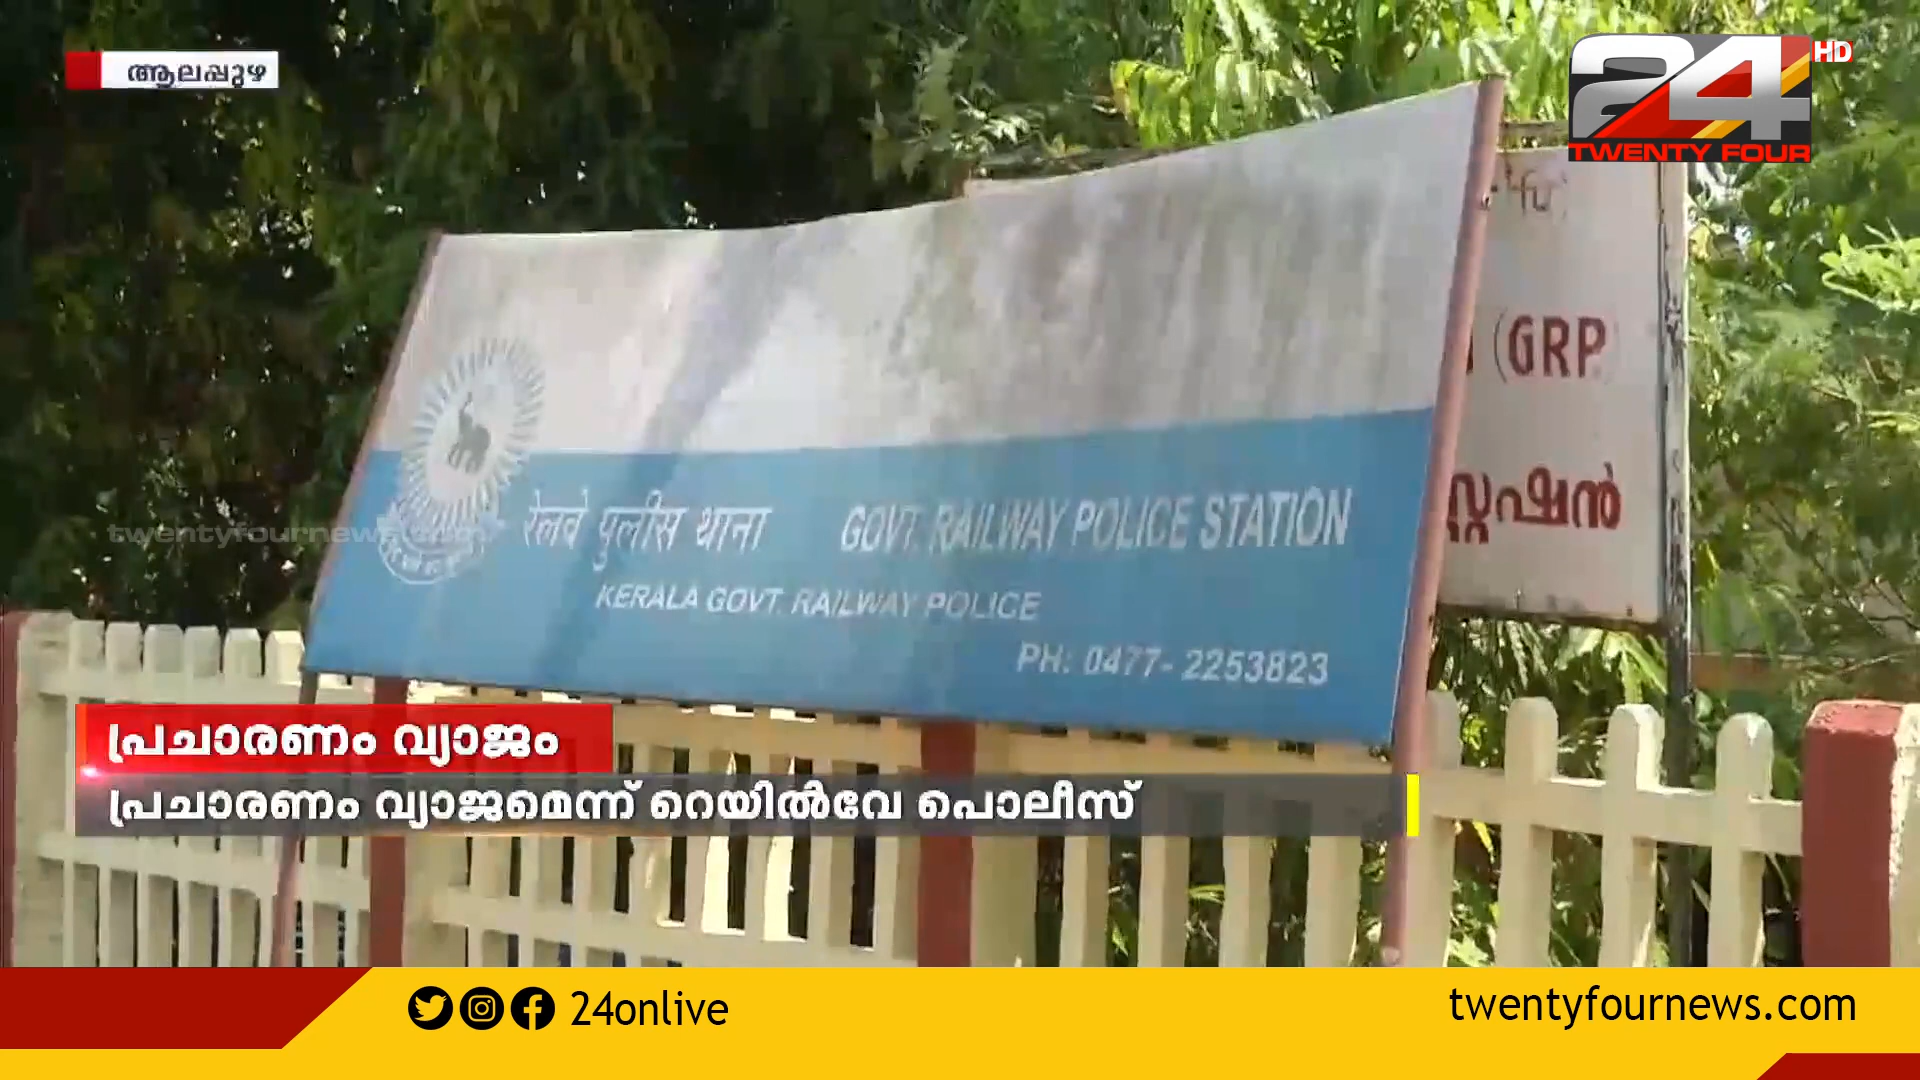 ആലപ്പുഴ
24 HD
TWENTY FOUR
(GRP)
സ്റ്റേഷൻ
रेलवे पुलीस थाना GOVT. RAILWAY POLICE STATION
KERALA GOVT. RAILWAY POLICE
PH: 0477- 2253823
twentyfournews.com
പ്രചാരണം വ്യാജം
പ്രചാരണം വ്യാജമെന്ന് റെയിൽവേ പൊലീസ്
24onlive
twentyfournews.com